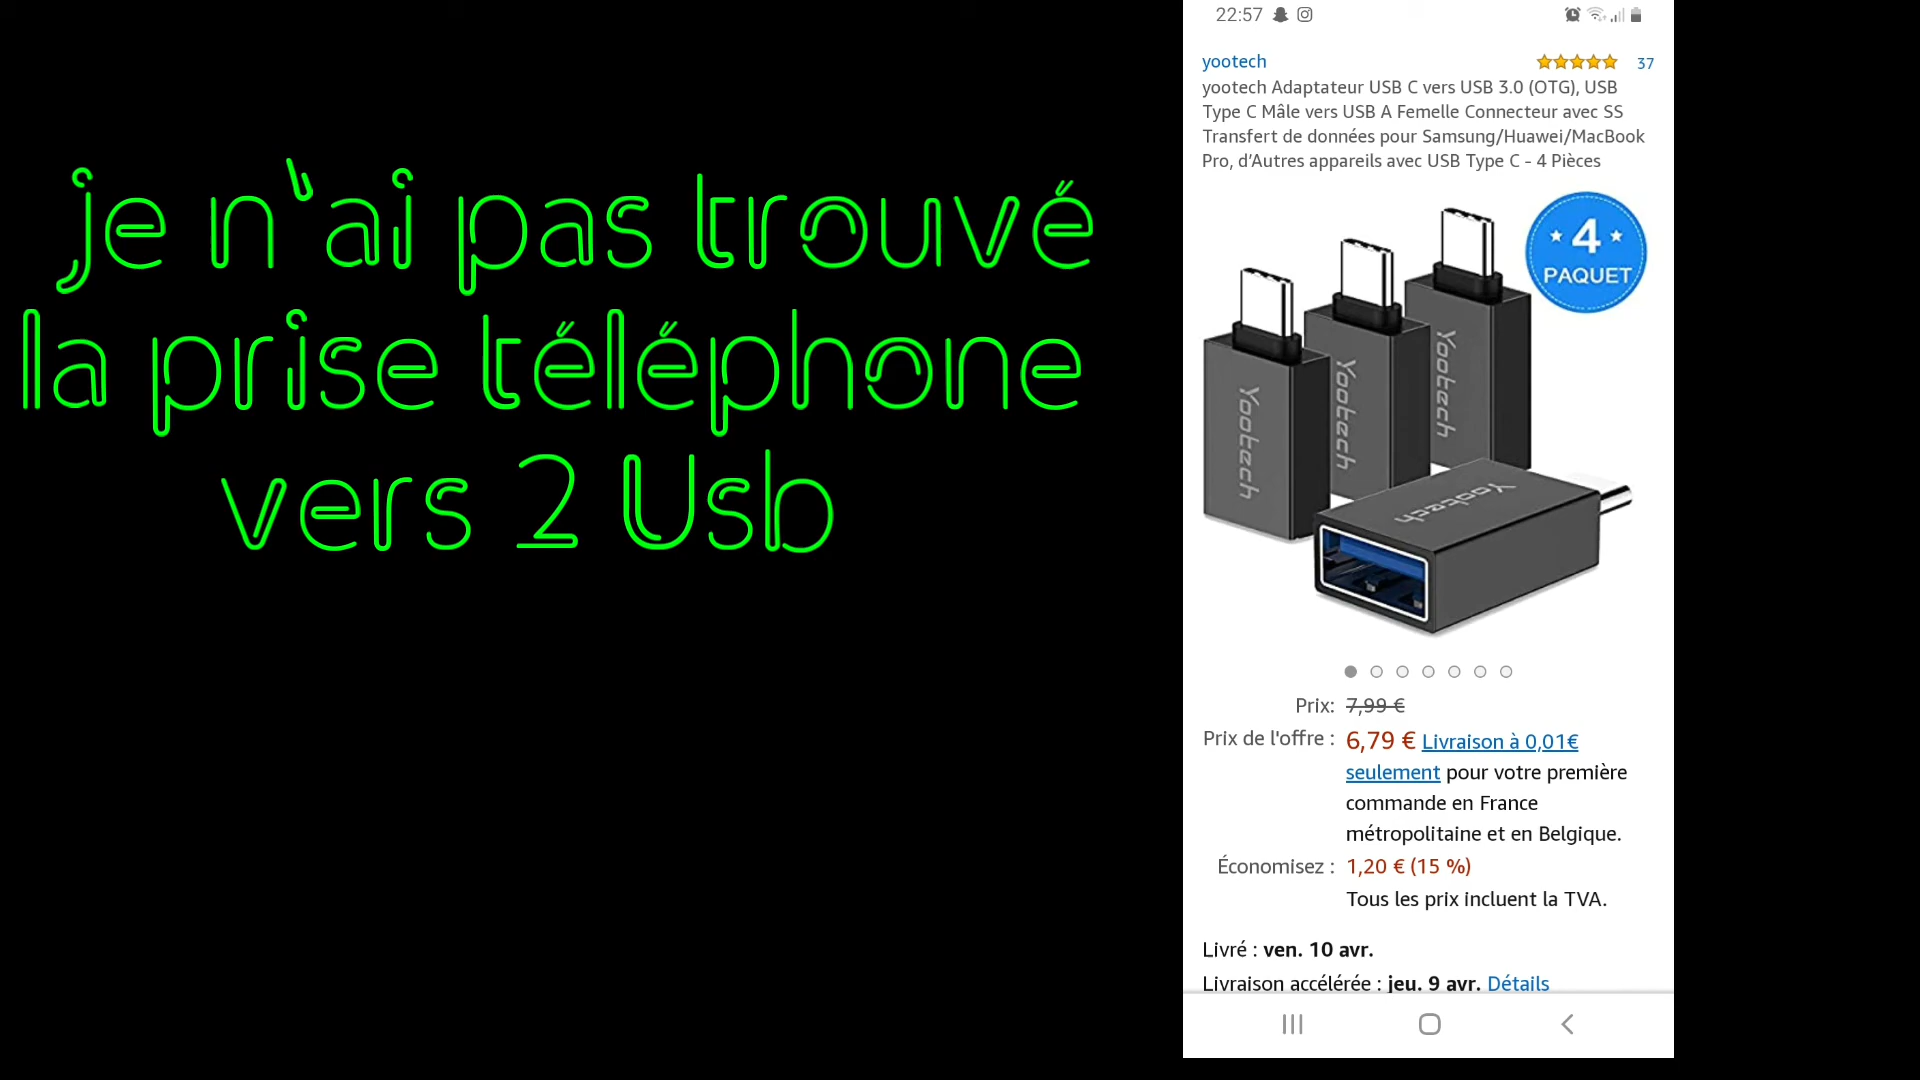 je n'ai pas trouvé
la prise téléphone
vers 2 Usb
22:57
yootech 37
yootech Adaptateur USB C vers USB 3.0 (OTG), USB
Type C Mâle vers USB A Femelle Connecteur avec SS
Transfert de données pour Samsung/Huawei/MacBook
Pro, d'Autres appareils avec USB Type C - 4 Pièces
4
PAQUET
Yootech
Yootech
Yootech
Yootech
Prix: 7,99 €
Prix de l'offre : 6,79 € Livraison à 0,01€
seulement pour votre première
commande en France
métropolitaine et en Belgique.
Économisez : 1,20 € (15 %)
Tous les prix incluent la TVA.
Livré : ven. 10 avr.
Livraison accélérée : jeu. 9 avr. Détails